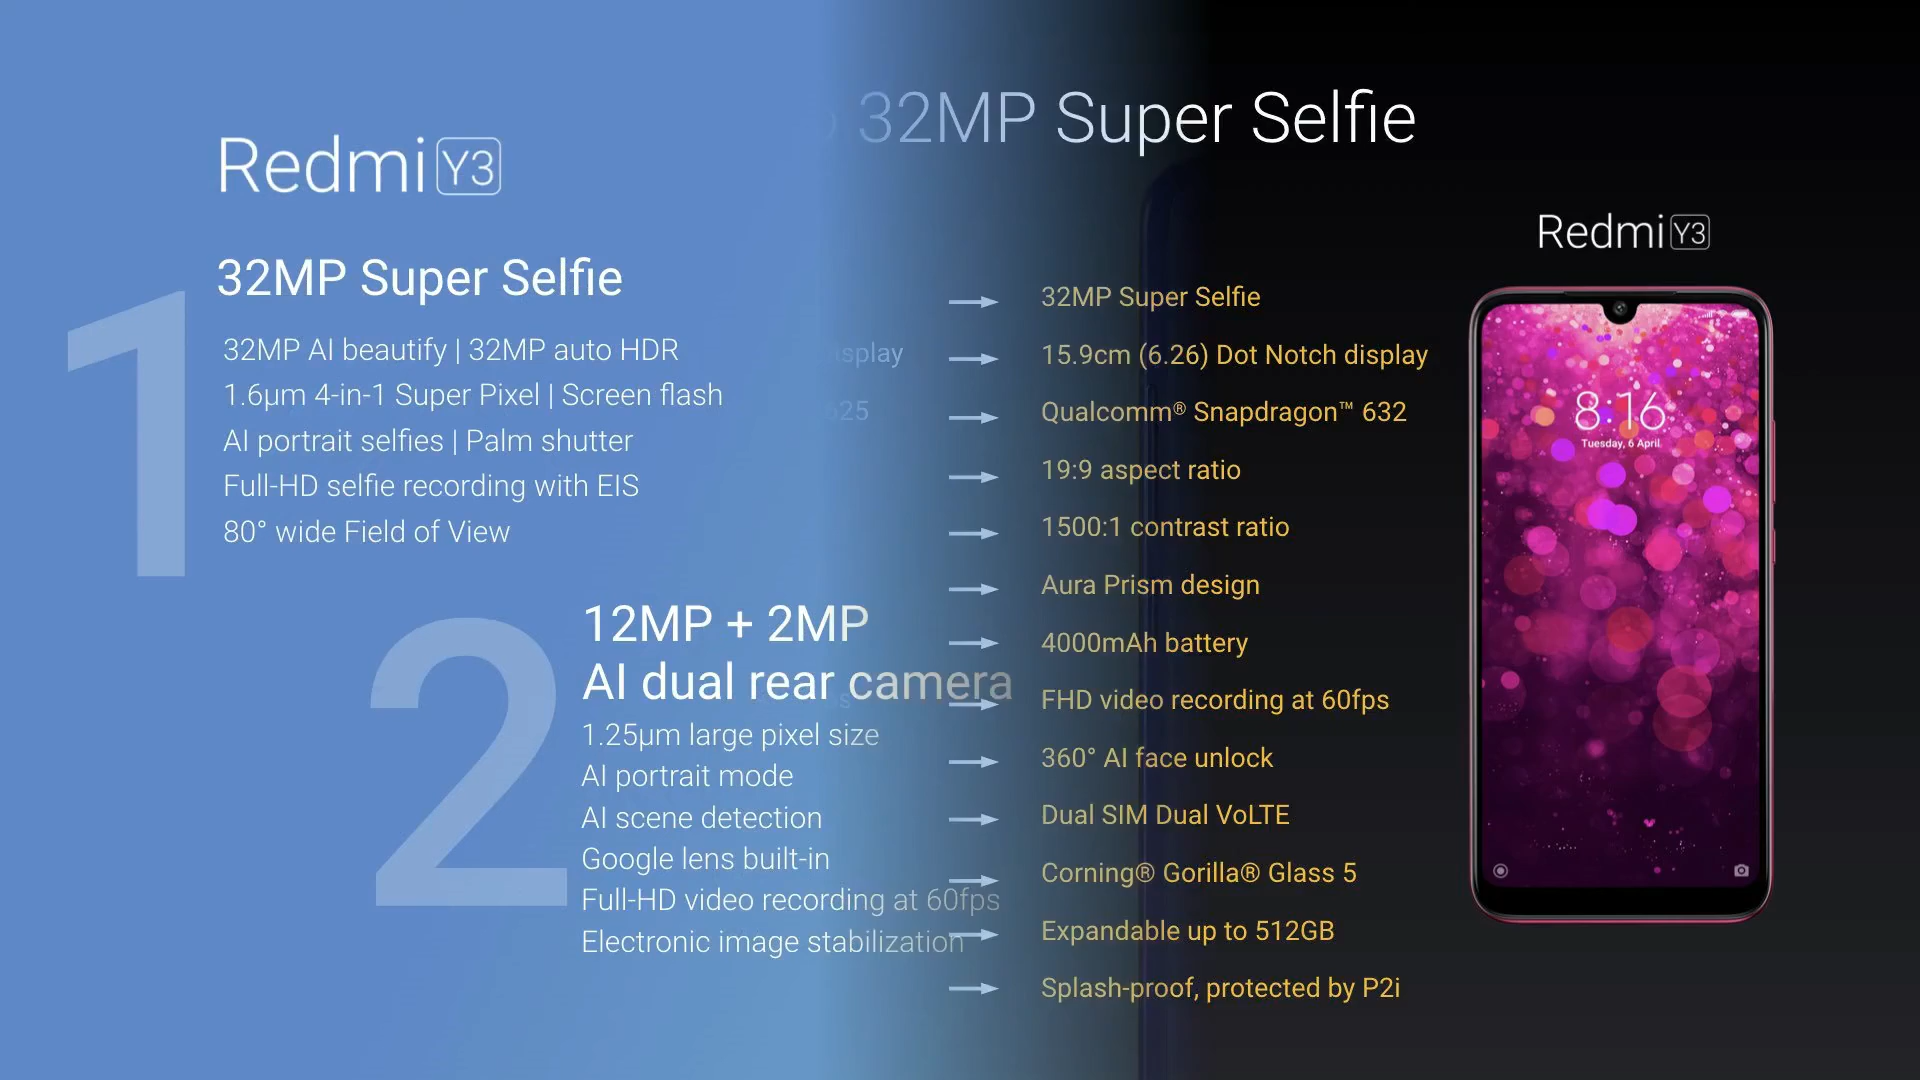 Redmi Y3
32MP Super Selfie
32MP AI beautify | 32MP auto HDR
1.6µm 4-in-1 Super Pixel | Screen flash
AI portrait selfies | Palm shutter
Full-HD selfie recording with EIS
80° wide Field of View
1
2
12MP + 2MP
AI dual rear camera
1.25µm large pixel size
AI portrait mode
AI scene detection
Google lens built-in
Full-HD video recording at 60fps
Electronic image stabilization
32MP Super Selfie
32MP Super Selfie
15.9cm (6.26) Dot Notch display
Qualcomm® Snapdragon™ 632
19:9 aspect ratio
1500:1 contrast ratio
Aura Prism design
4000mAh battery
FHD video recording at 60fps
360° AI face unlock
Dual SIM Dual VoLTE
Corning® Gorilla® Glass 5
Expandable up to 512GB
Splash-proof, protected by P2i
Redmi Y3
8:16
Tuesday, 6 April